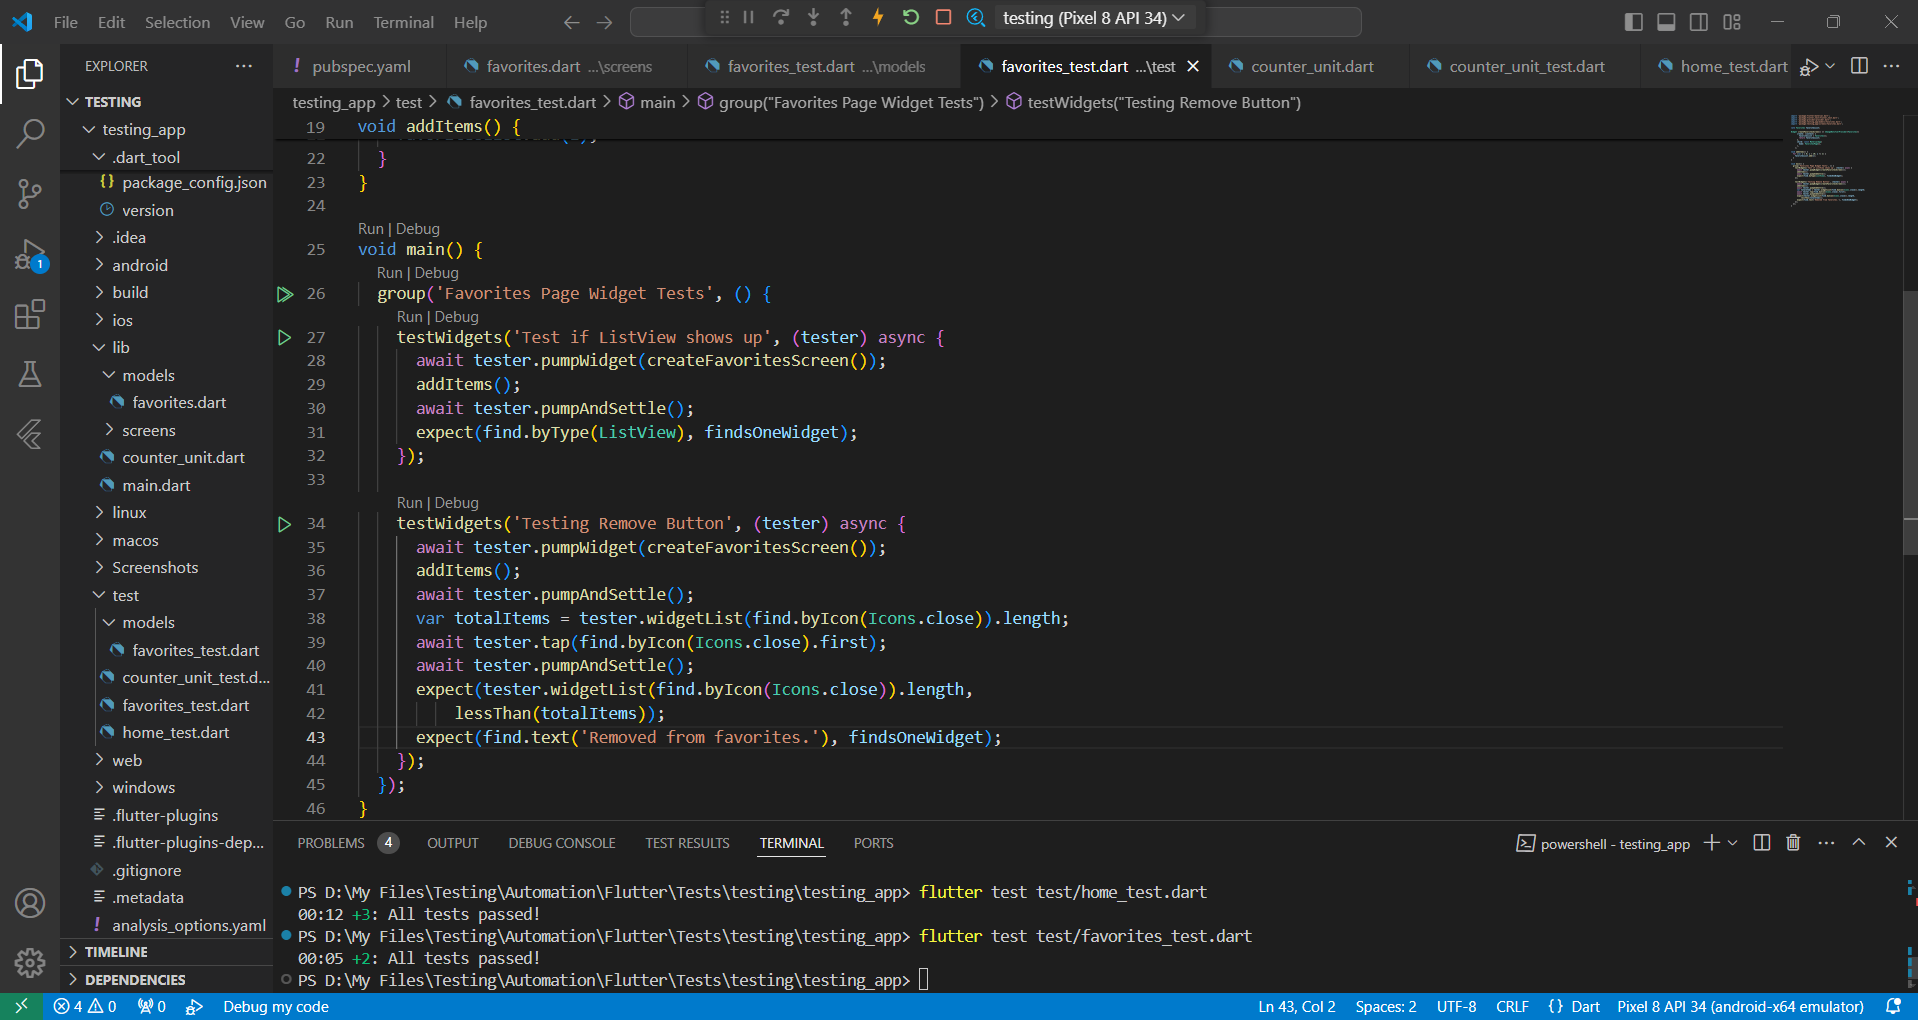 File Edit Selection View Go Run Terminal Help
testing (Pixel 8 API 34)
EXPLORER
pubspec.yaml
favorites.dart ...\screens
favorites_test.dart ...\models
favorites_test.dart ...\test
counter_unit.dart
counter_unit_test.dart
home_test.dart
testing_app > test > favorites_test.dart > main > group("Favorites Page Widget Tests") > testWidgets("Testing Remove Button")
TESTING
testing_app
.dart_tool
package_config.json
version
.idea
android
build
ios
lib
models
favorites.dart
screens
counter_unit.dart
main.dart
linux
macos
Screenshots
test
models
favorites_test.dart
counter_unit_test.d...
favorites_test.dart
home_test.dart
web
windows
.flutter-plugins
.flutter-plugins-dep...
.gitignore
.metadata
analysis_options.yaml
TIMELINE
DEPENDENCIES
1
19 void addItems() {
22 }
23 }
24
Run | Debug
25 void main() {
Run | Debug
26 group('Favorites Page Widget Tests', () {
Run | Debug
27 testWidgets('Test if ListView shows up', (tester) async {
28 await tester.pumpWidget(createFavoritesScreen());
29 addItems();
30 await tester.pumpAndSettle();
31 expect(find.byType(ListView), findsOneWidget);
32 });
33
Run | Debug
34 testWidgets('Testing Remove Button', (tester) async {
35 await tester.pumpWidget(createFavoritesScreen());
36 addItems();
37 await tester.pumpAndSettle();
38 var totalItems = tester.widgetList(find.byIcon(Icons.close)).length;
39 await tester.tap(find.byIcon(Icons.close).first);
40 await tester.pumpAndSettle();
41 expect(tester.widgetList(find.byIcon(Icons.close)).length,
42 lessThan(totalItems));
43 expect(find.text('Removed from favorites.'), findsOneWidget);
44 });
45 });
46 }
PROBLEMS 4 OUTPUT DEBUG CONSOLE TEST RESULTS TERMINAL PORTS
powershell - testing_app
PS D:\My Files\Testing\Automation\Flutter\Tests\testing\testing_app> flutter test test/home_test.dart
00:12 +3: All tests passed!
PS D:\My Files\Testing\Automation\Flutter\Tests\testing\testing_app> flutter test test/favorites_test.dart
00:05 +2: All tests passed!
PS D:\My Files\Testing\Automation\Flutter\Tests\testing\testing_app>
4 0 0 Debug my code
Ln 43, Col 2 Spaces: 2 UTF-8 CRLF {} Dart Pixel 8 API 34 (android-x64 emulator)